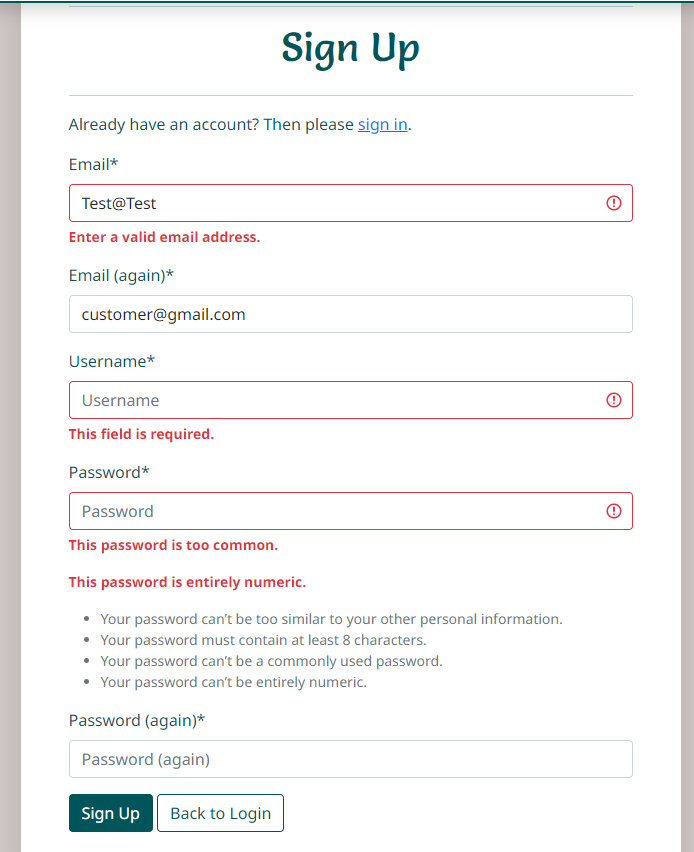 Sign Up
Already have an account? Then please sign in.
Email*
Test@Test
Enter a valid email address.
Email (again)*
customer@gmail.com
Username*
Username
This field is required.
Password*
Password
This password is too common.
This password is entirely numeric.
• Your password can’t be too similar to your other personal information.
• Your password must contain at least 8 characters.
• Your password can’t be a commonly used password.
• Your password can’t be entirely numeric.
Password (again)*
Password (again)
Sign Up Back to Login